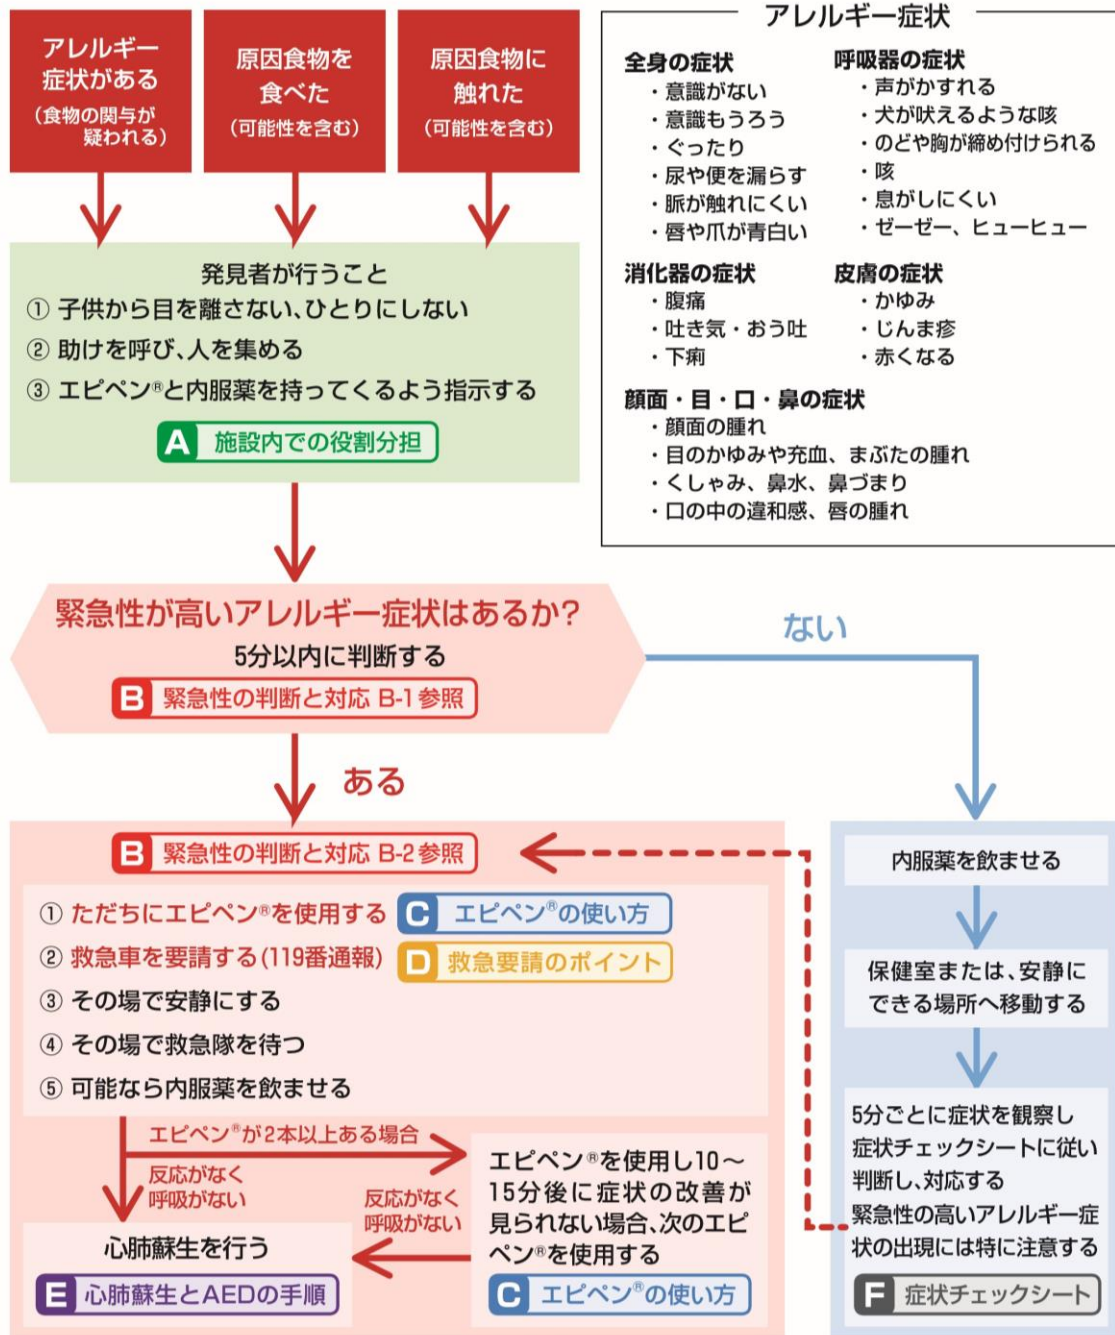 アレルギー
症状がある
(食物の関与が
疑われる)
原因食物を
食べた
(可能性を含む)
原因食物に
触れた
(可能性を含む)
アレルギー症状
全身の症状
・意識がない
・意識もうろう
・ぐったり
・尿や便を漏らす
・脈が触れにくい
・唇や爪が青白い
呼吸器の症状
・声がかすれる
・犬が吠えるような咳
・のどや胸が締め付けられる
・咳
・息がしにくい
・ゼーゼー、ヒューヒュー
消化器の症状
・腹痛
・吐き気・おう吐
・下痢
皮膚の症状
・かゆみ
・じんま疹
・赤くなる
顔面・目・口・鼻の症状
・顔面の腫れ
・目のかゆみや充血、まぶたの腫れ
・くしゃみ、鼻水、鼻づまり
・口の中の違和感、唇の腫れ
発見者が行うこと
① 子供から目を離さない、ひとりにしない
② 助けを呼び、人を集める
③ エピペン®と内服薬を持ってくるよう指示する
A 施設内での役割分担
緊急性が高いアレルギー症状はあるか?
5分以内に判断する
B 緊急性の判断と対応 B-1参照
ない
ある
B 緊急性の判断と対応 B-2参照
① ただちにエピペン®を使用する
C エピペン®の使い方
② 救急車を要請する(119番通報)
D 救急要請のポイント
③ その場で安静にする
④ その場で救急隊を待つ
⑤ 可能なら内服薬を飲ませる
エピペン®が2本以上ある場合
反応がなく
呼吸がない
エピペン®を使用し10～
15分後に症状の改善が
見られない場合、次のエピ
ペン®を使用する
C エピペン®の使い方
反応がなく
呼吸がない
心肺蘇生を行う
E 心肺蘇生とAEDの手順
内服薬を飲ませる
保健室または、安静に
できる場所へ移動する
5分ごとに症状を観察し
症状チェックシートに従い
判断し、対応する
緊急性の高いアレルギー症
状の出現には特に注意する
F 症状チェックシート